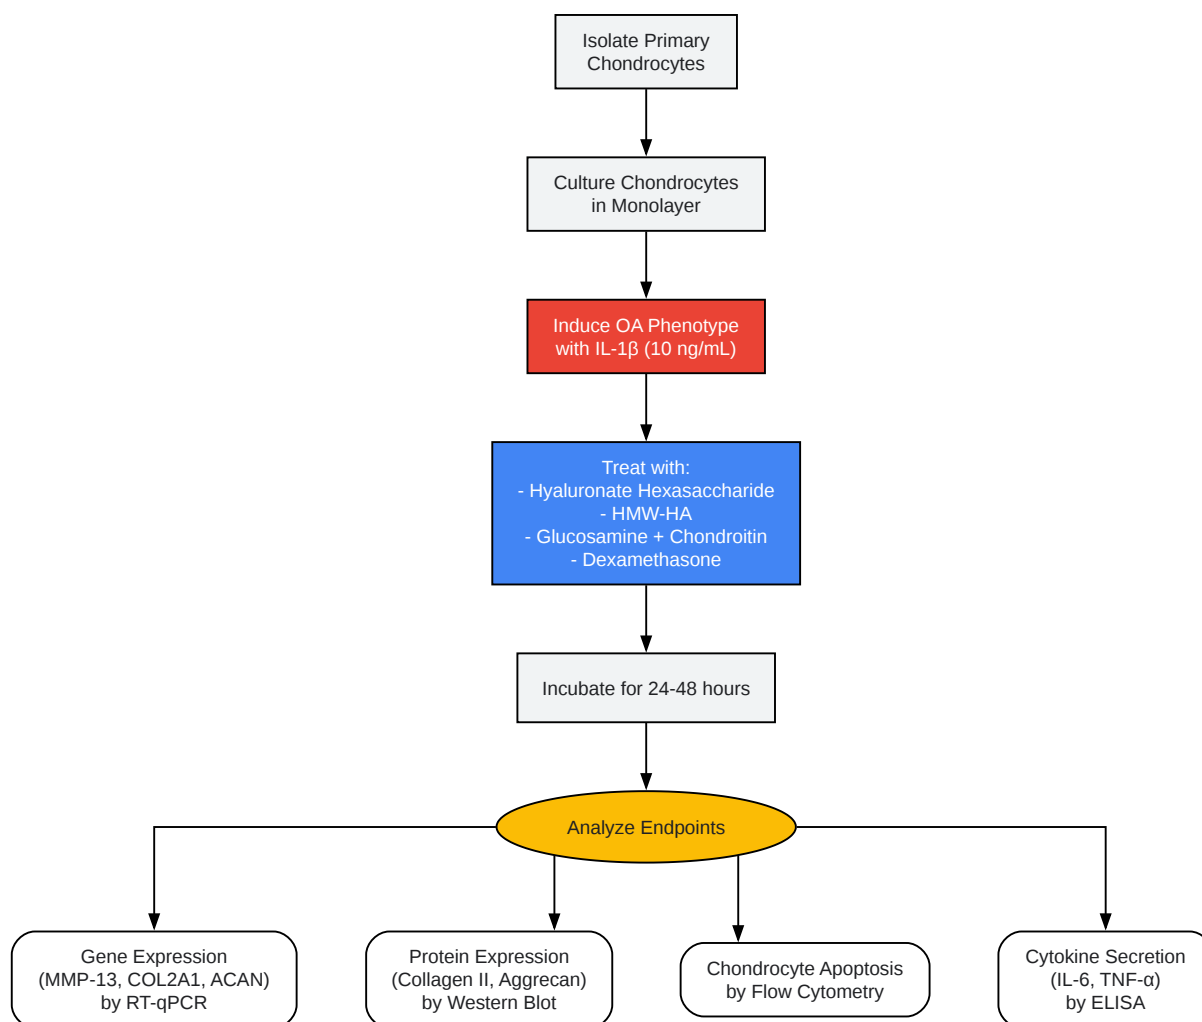 Isolate Primary
Chondrocytes
Culture Chondrocytes
in Monolayer
Induce OA Phenotype
with IL-1β (10 ng/mL)
Treat with:
- Hyaluronate Hexasaccharide
- HMW-HA
- Glucosamine + Chondroitin
- Dexamethasone
Incubate for 24-48 hours
Analyze Endpoints
Gene Expression
(MMP-13, COL2A1, ACAN)
by RT-qPCR
Protein Expression
(Collagen II, Aggrecan)
by Western Blot
Chondrocyte Apoptosis
by Flow Cytometry
Cytokine Secretion
(IL-6, TNF-α)
by ELISA